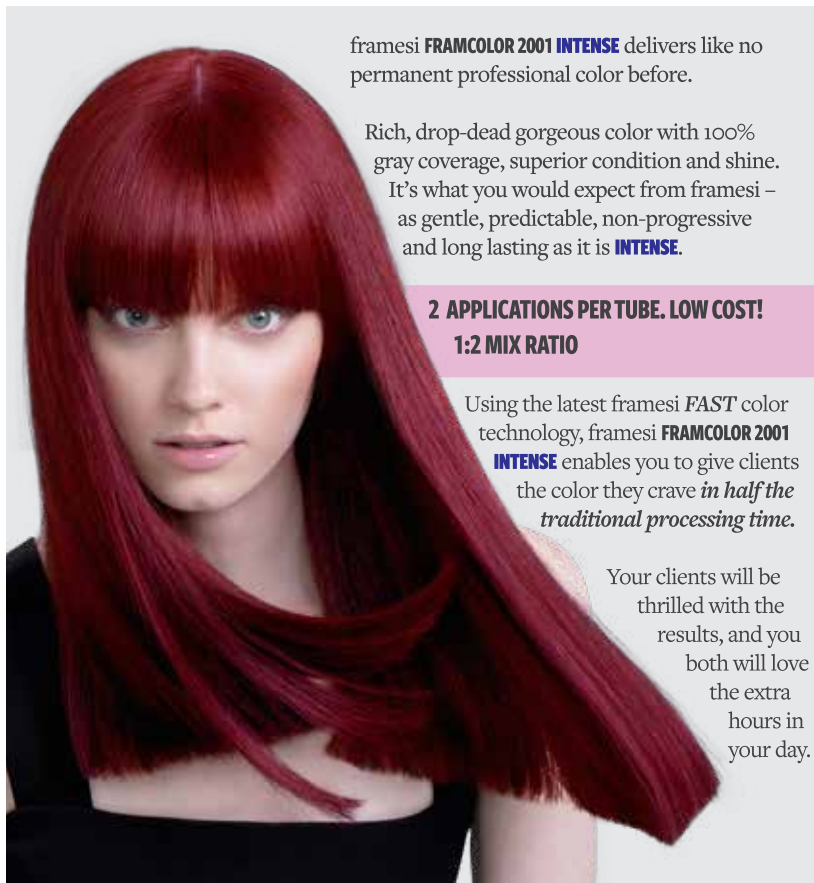 framesi FRAMCOLOR 2001 INTENSE delivers like no
permanent professional color before.
Rich, drop-dead gorgeous color with 100%
gray coverage, superior condition and shine.
It's what you would expect from framesi –
as gentle, predictable, non-progressive
and long lasting as it is INTENSE.
2 APPLICATIONS PER TUBE. LOW COST!
1:2 MIX RATIO
Using the latest framesi FAST color
technology, framesi FRAMCOLOR 2001
INTENSE enables you to give clients
the color they crave in half the
traditional processing time.
Your clients will be
thrilled with the
results, and you
both will love
the extra
hours in
your day.